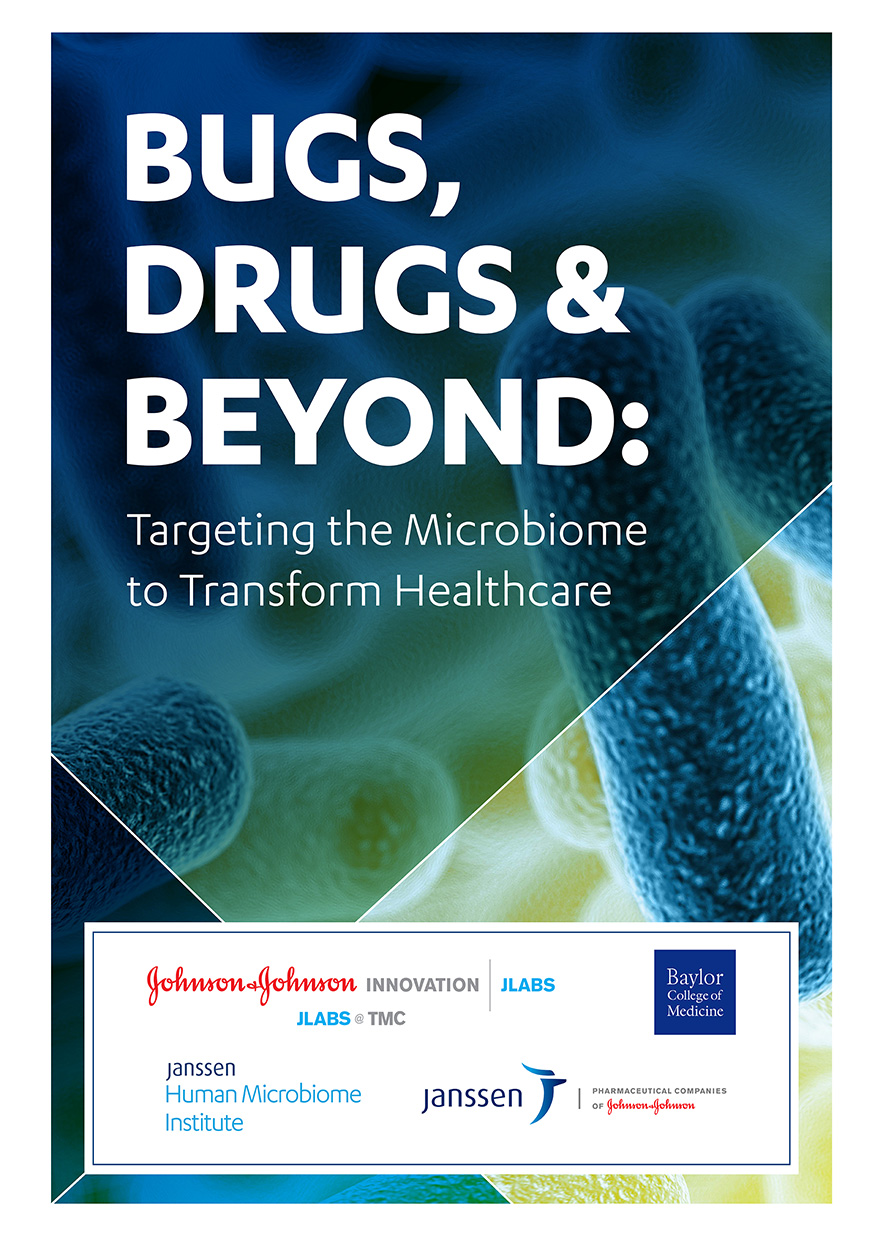 BUGS,
DRUGS &
BEYOND:
Targeting the Microbiome
to Transform Healthcare
Johnson & Johnson INNOVATION | JLABS
JLABS @ TMC
Baylor
College of
Medicine
janssen
Human Microbiome
Institute
janssen | PHARMACEUTICAL COMPANIES
OF Johnson & Johnson